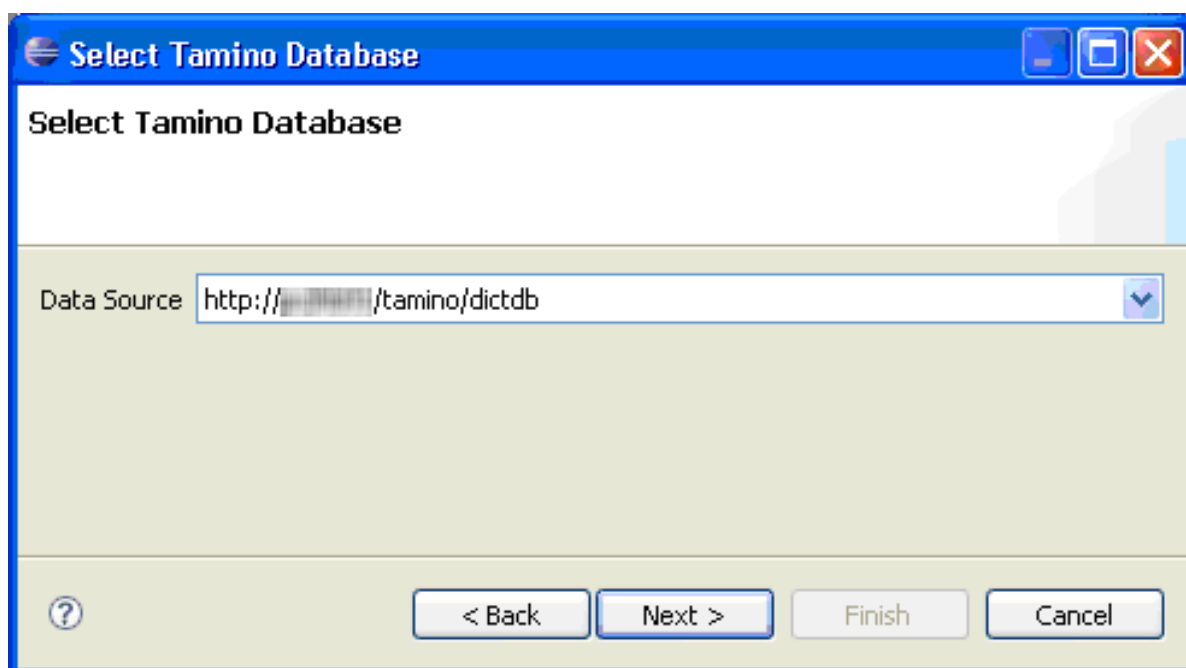 Select Tamino Database
Select Tamino Database
Data Source http:// /tamino/dictdb
< Back Next > Finish Cancel